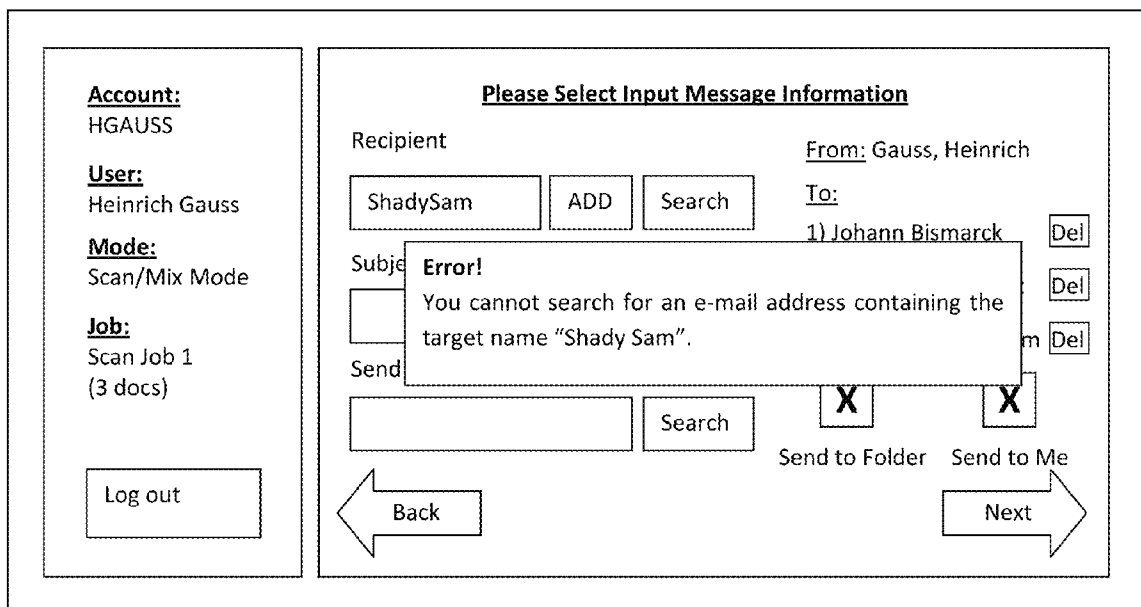 Account:
HGAUSS
User:
Heinrich Gauss
Mode:
Scan/Mix Mode
Job:
Scan Job 1
(3 docs)
Log out
Please Select Input Message Information
Recipient
ShadySam
ADD
Search
From: Gauss, Heinrich
To:
1) Johann Bismarck
Del
Subje
Del
Error!
You cannot search for an e-mail address containing the
target name “Shady Sam”.
m
Del
Send
Search
X
X
Send to Folder
Send to Me
Back
Next